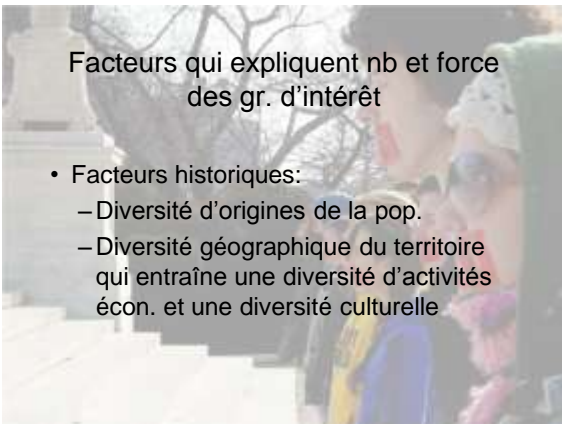 Facteurs qui expliquent nb et force
des gr. d’intérêt
• Facteurs historiques:
–Diversité d’origines de la pop.
–Diversité géographique du territoire
qui entraîne une diversité d’activités
écon. et une diversité culturelle